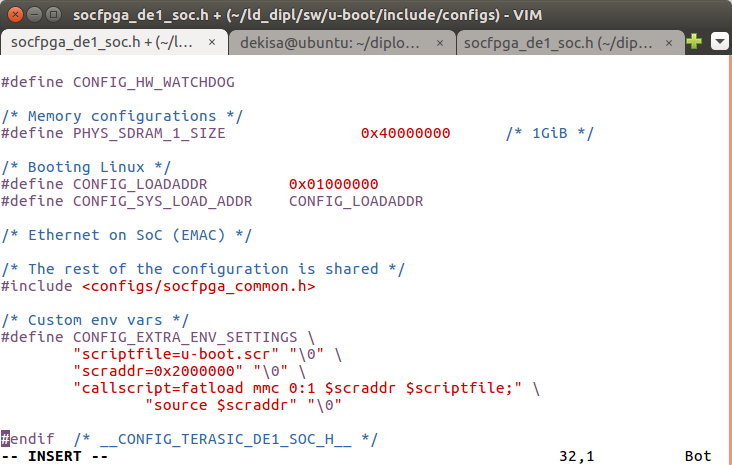 socfpga_de1_soc.h + (~/ld_dipl/sw/u-boot/include/configs) - VIM
socfpga_de1_soc.h + (~/l... × dekisa@ubuntu: ~/diplo... × socfpga_de1_soc.h (~/dip... ×
#define CONFIG_HW_WATCHDOG
/* Memory configurations */
#define PHYS_SDRAM_1_SIZE 0x40000000 /* 1GiB */
/* Booting Linux */
#define CONFIG_LOADADDR 0x01000000
#define CONFIG_SYS_LOAD_ADDR CONFIG_LOADADDR
/* Ethernet on SoC (EMAC) */
/* The rest of the configuration is shared */
#include <configs/socfpga_common.h>
/* Custom env vars */
#define CONFIG_EXTRA_ENV_SETTINGS \
"scriptfile=u-boot.scr" "\0" \
"scraddr=0x2000000" "\0" \
"callscript=fatload mmc 0:1 $scraddr $scriptfile;" \
"source $scraddr" "\0"
#endif /* __CONFIG_TERASIC_DE1_SOC_H__ */
-- INSERT -- 32,1 Bot